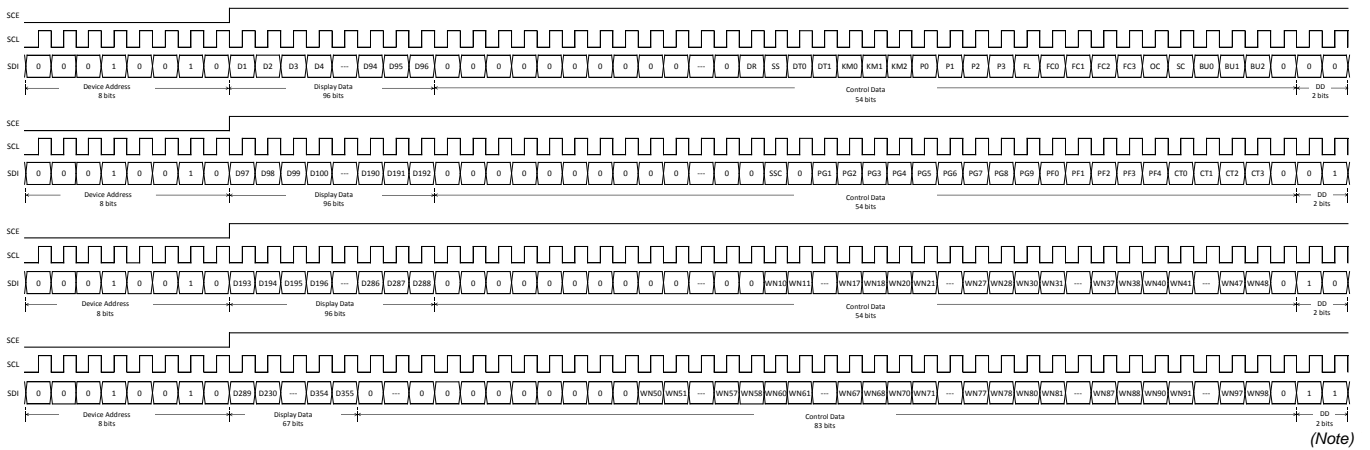 SCE
SCL
SDI 0 0 0 1 0 0 1 0 D1 D2 D3 D4 --- D94 D95 D96 0 0 0 0 0 0 0 0 0 0 --- 0 DR SS DT0 DT1 KM0 KM1 KM2 P0 P1 P2 P3 FL FC0 FC1 FC2 FC3 OC SC BU0 BU1 BU2 0 0 0
Device Address Display Data Control Data DD
8 bits 96 bits 54 bits 2 bits
SCE
SCL
SDI 0 0 0 1 0 0 1 0 D97 D98 D99 D100 --- D190 D191 D192 0 0 0 0 0 0 0 0 0 0 --- 0 0 SSC 0 PG1 PG2 PG3 PG4 PG5 PG6 PG7 PG8 PG9 PF0 PF1 PF2 PF3 PF4 CT0 CT1 CT2 CT3 0 0 1
Device Address Display Data Control Data DD
8 bits 96 bits 54 bits 2 bits
SCE
SCL
SDI 0 0 0 1 0 0 1 0 D193 D194 D195 D196 --- D286 D287 D288 0 0 0 0 0 0 0 0 0 0 --- 0 0 WN10 WN11 --- WN17 WN18 WN20 WN21 --- WN27 WN28 WN30 WN31 --- WN37 WN38 WN40 WN41 --- WN47 WN48 0 1 0
Device Address Display Data Control Data DD
8 bits 96 bits 54 bits 2 bits
SCE
SCL
SDI 0 0 0 1 0 0 1 0 D289 D230 --- D354 D355 0 --- 0 0 0 0 0 0 0 0 0 WN50 WN51 --- WN57 WN58 WN60 WN61 --- WN67 WN68 WN70 WN71 --- WN77 WN78 WN80 WN81 --- WN87 WN88 WN90 WN91 --- WN97 WN98 0 1 1
Device Address Display Data Control Data DD
8 bits 67 bits 83 bits 2 bits
(Note)